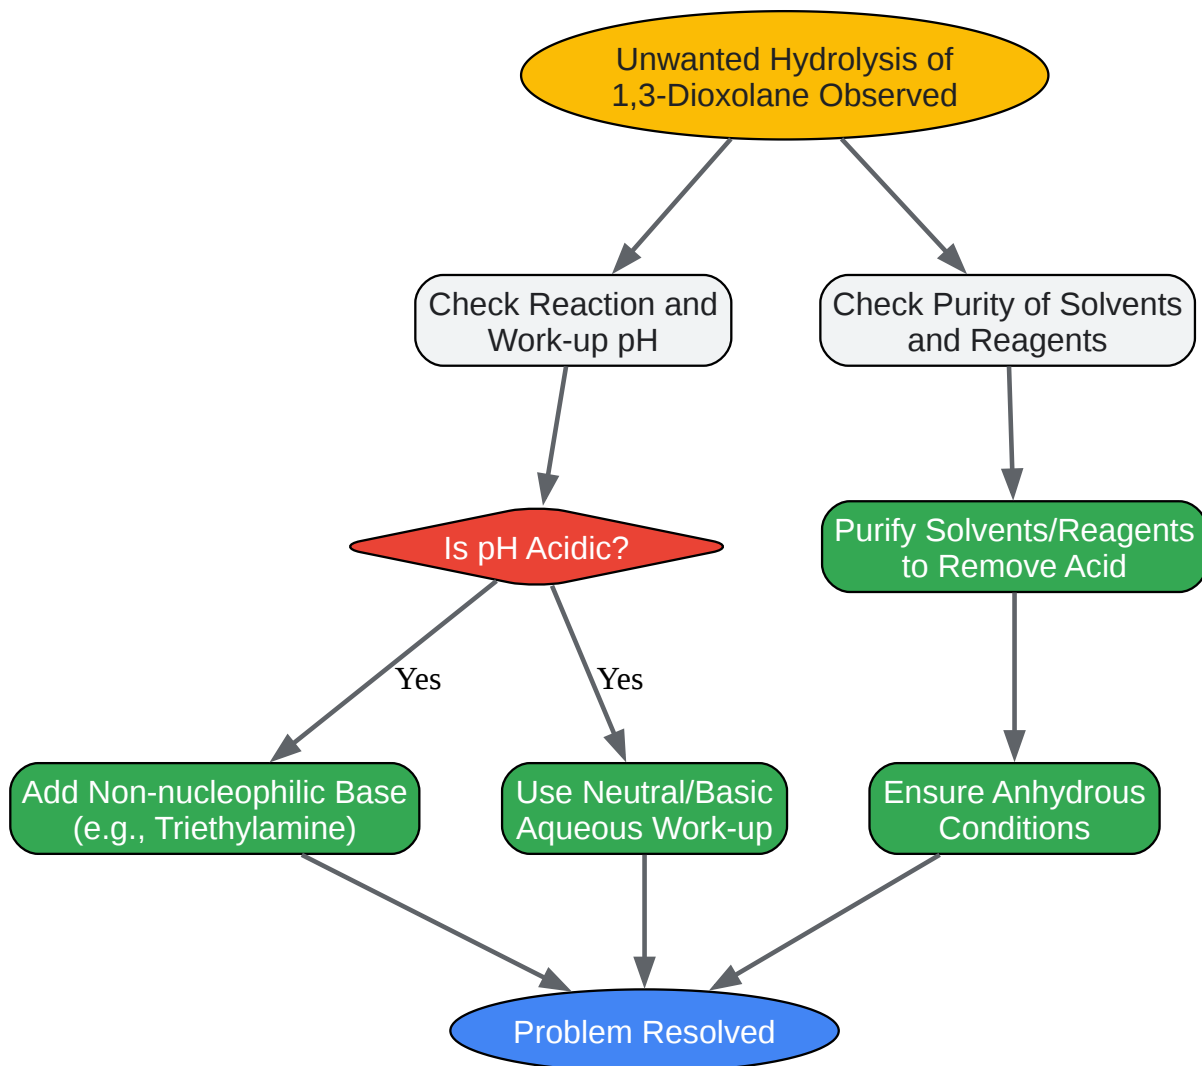 Unwanted Hydrolysis of
1,3-Dioxolane Observed
Check Reaction and
Work-up pH
Check Purity of Solvents
and Reagents
Is pH Acidic?
Purify Solvents/Reagents
to Remove Acid
Yes
Yes
Add Non-nucleophilic Base
(e.g., Triethylamine)
Use Neutral/Basic
Aqueous Work-up
Ensure Anhydrous
Conditions
Problem Resolved